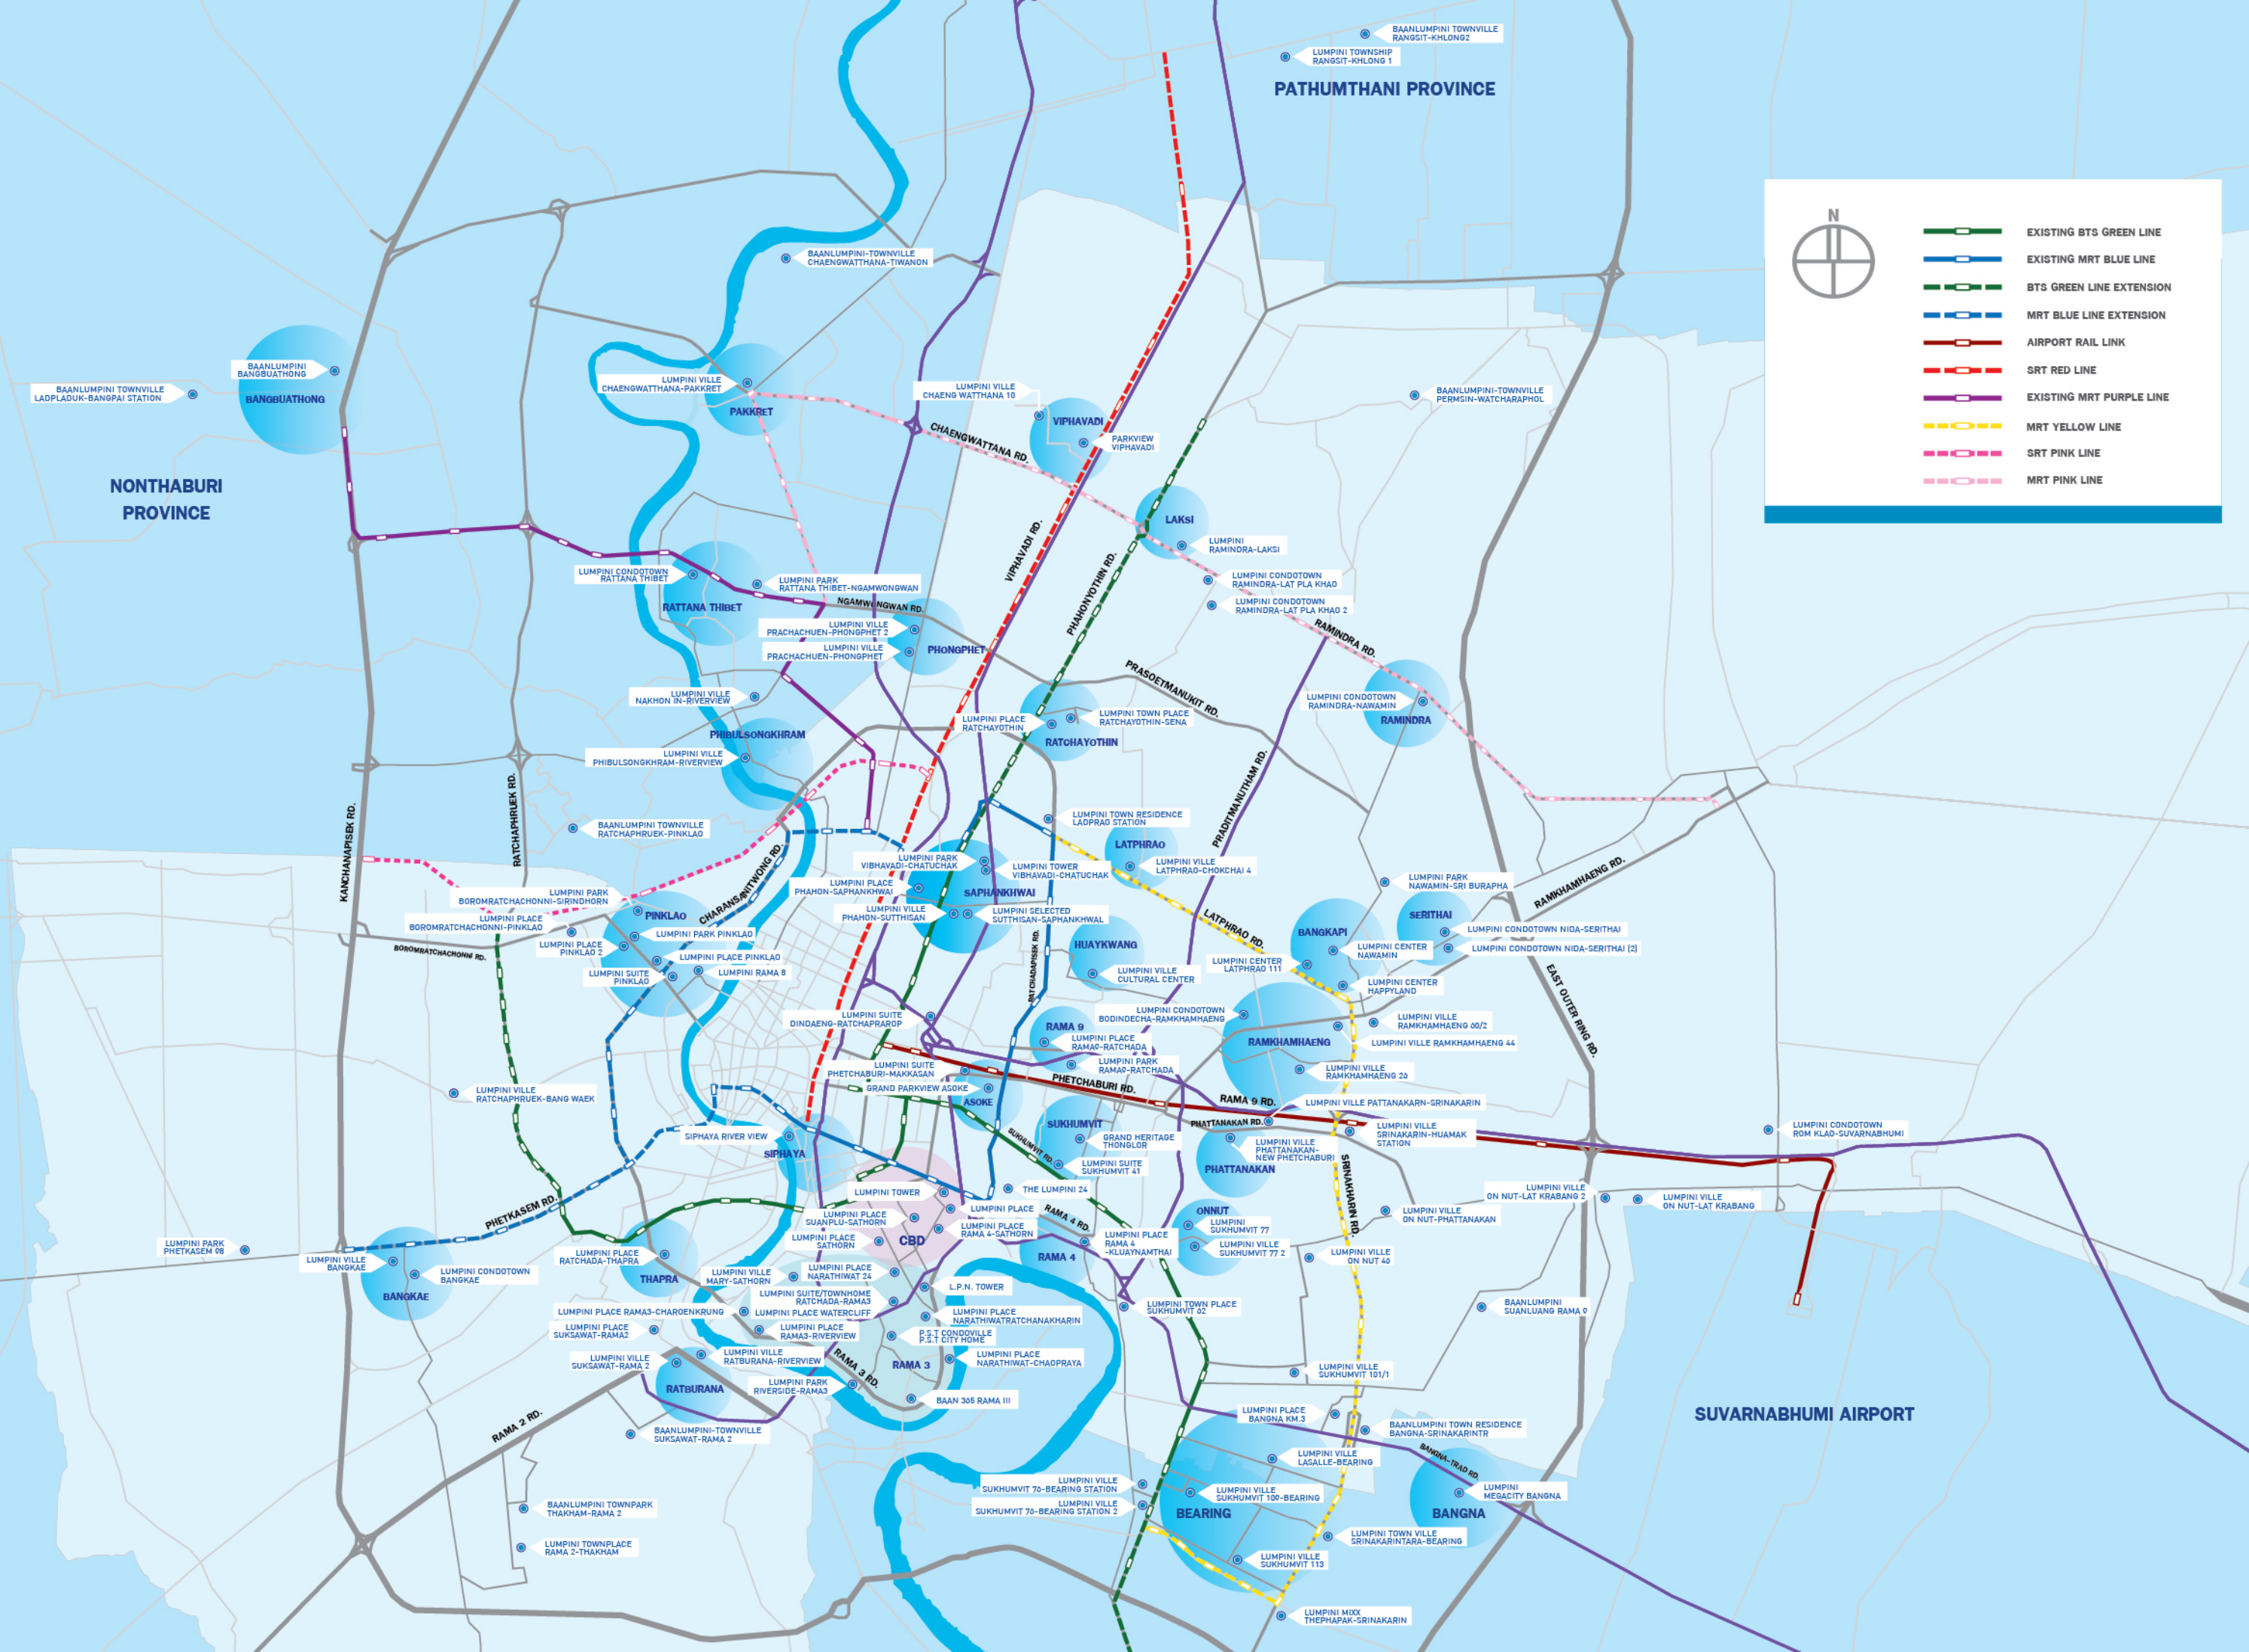 BAANLUMPINI TOWNVILLE
RANGSIT-KHLONG2
LUMPINI TOWNSHIP
RANGSIT-KHLONG 1
PATHUMTHANI PROVINCE
N
EXISTING BTS GREEN LINE
EXISTING MRT BLUE LINE
BTS GREEN LINE EXTENSION
MRT BLUE LINE EXTENSION
AIRPORT RAIL LINK
SRT RED LINE
EXISTING MRT PURPLE LINE
MRT YELLOW LINE
SRT PINK LINE
MRT PINK LINE
BAANLUMPINI-TOWNVILLE
CHAENGWATTHANA-TIWANON
BAANLUMPINI
BANGBUATHONG
BANGBUATHONG
BAANLUMPINI TOWNVILLE
LADPLADUK-BANGPAI STATION
LUMPINI VILLE
CHAENGWATTHANA-PAKKRET
PAKKRET
LUMPINI VILLE
CHAENG WATTHANA 10
VIPHAVADI
PARKVIEW
VIPHAVADI
CHAENGWATTANA RD.
BAANLUMPINI-TOWNVILLE
PERMSIN-WATCHARAPHOL
NONTHABURI
PROVINCE
LAKSI
LUMPINI
RAMINDRA-LAKSI
VIPHAVADI RD.
PHAHONYOTHIN RD.
LUMPINI CONDOTOWN
RATTANA THIBET
LUMPINI PARK
RATTANA THIBET-NGAMWONGWAN
RATTANA THIBET
NGAMWONGWAN RD.
LUMPINI CONDOTOWN
RAMINDRA-LAT PLA KHAO
LUMPINI CONDOTOWN
RAMINDRA-LAT PLA KHAO 2
RAMINDRA RD.
LUMPINI VILLE
PRACHACHUEN-PHONGPHET 2
LUMPINI VILLE
PRACHACHUEN-PHONGPHET
PHONGPHET
PRASOETMANUKIT RD.
LUMPINI VILLE
NAKHON IN-RIVERVIEW
LUMPINI CONDOTOWN
RAMINDRA-NAWAMIN
RAMINDRA
LUMPINI PLACE
RATCHAYOTHIN
LUMPINI TOWN PLACE
RATCHAYOTHIN-SENA
RATCHAYOTHIN
PHIBULSONGKHRAM
LUMPINI VILLE
PHIBULSONGKHRAM-RIVERVIEW
PRADITMANUTHAM RD.
KANCHANAPISEK RD.
RATCHAPHRUEK RD.
BAANLUMPINI TOWNVILLE
RATCHAPHRUEK-PINKLAO
LUMPINI TOWN RESIDENCE
LADPRAO STATION
LATPHRAO
LUMPINI VILLE
LATPHRAO-CHOKCHAI 4
CHARANSANITWONG RD.
LUMPINI PARK
VIBHAVADI-CHATUCHAK
LUMPINI TOWER
VIBHAVADI-CHATUCHAK
LUMPINI PLACE
PHAHON-SAPHANKHWAI
SAPHANKHWAI
LUMPINI VILLE
PHAHON-SUTTHISAN
LUMPINI SELECTED
SUTTHISAN-SAPHANKHWAL
LUMPINI PARK
NAWAMIN-SRI BURAPHA
RAMKHAMHAENG RD.
LUMPINI PARK
BOROMRATCHACHONNI-SIRINDHORN
LUMPINI PLACE
BOROMRATCHACHONNI-PINKLAO
PINKLAO
LUMPINI PARK PINKLAO
LUMPINI PLACE
PINKLAO 2
LUMPINI PLACE PINKLAO
LUMPINI SUITE
PINKLAO
LUMPINI RAMA 8
BOROMRATCHACHONNI RD.
LATPHRAO RD.
RATCHADAPISEK RD.
HUAYKWANG
LUMPINI VILLE
CULTURAL CENTER
BANGKAPI
SERITHAI
LUMPINI CONDOTOWN NIDA-SERITHAI
LUMPINI CONDOTOWN NIDA-SERITHAI (2)
LUMPINI CENTER
NAWAMIN
LUMPINI CENTER
LATPHRAO 111
LUMPINI CENTER
HAPPYLAND
EAST OUTER RING RD.
LUMPINI SUITE
DINDAENG-RATCHAPRAROP
RAMA 9
LUMPINI PLACE
RAMA9-RATCHADA
LUMPINI PARK
RAMA9-RATCHADA
LUMPINI CONDOTOWN
BODINDECHA-RAMKHAMHAENG
RAMKHAMHAENG
LUMPINI VILLE
RAMKHAMHAENG 60/2
LUMPINI VILLE RAMKHAMHAENG 44
LUMPINI VILLE
RAMKHAMHAENG 26
LUMPINI SUITE
PHETCHABURI-MAKKASAN
GRAND PARKVIEW ASOKE
ASOKE
PHETCHABURI RD.
RAMA 9 RD.
LUMPINI VILLE
RATCHAPHRUEK-BANG WAEK
LUMPINI VILLE PATTANAKARN-SRINAKARIN
PHATTANAKAN RD.
LUMPINI VILLE
SRINAKARIN-HUAMAK
STATION
LUMPINI CONDOTOWN
ROM KLAO-SUVARNABHUMI
SIPHAYA RIVER VIEW
SIPHAYA
SUKHUMVIT
SUKHUMVIT RD.
GRAND HERITAGE
THONGLOR
LUMPINI SUITE
SUKHUMVIT 41
LUMPINI VILLE
PHATTANAKAN-
NEW PHETCHABURI
PHATTANAKAN
SRINAKHARIN RD.
PHETKASEM RD.
LUMPINI TOWER
THE LUMPINI 24
LUMPINI PLACE
LUMPINI PLACE
SUANPLU-SATHORN
LUMPINI PLACE
RAMA 4-SATHORN
LUMPINI PLACE
SATHORN
CBD
RAMA 4 RD.
RAMA 4
LUMPINI PLACE
RAMA 4
-KLUAYNAMTHAI
ONNUT
LUMPINI
SUKHUMVIT 77
LUMPINI VILLE
SUKHUMVIT 77 2
LUMPINI VILLE
ON NUT 46
LUMPINI VILLE
ON NUT-PHATTANAKAN
LUMPINI VILLE
ON NUT-LAT KRABANG 2
LUMPINI VILLE
ON NUT-LAT KRABANG
LUMPINI PARK
PHETKASEM 98
LUMPINI VILLE
BANGKAE
LUMPINI CONDOTOWN
BANGKAE
BANGKAE
LUMPINI PLACE
RATCHADA-THAPRA
THAPRA
LUMPINI VILLE
MARY-SATHORN
LUMPINI PLACE
NARATHIWAT 24
L.P.N. TOWER
LUMPINI SUITE/TOWNHOME
RATCHADA-RAMA3
LUMPINI PLACE RAMA3-CHAROENKRUNG
LUMPINI PLACE WATERCLIFF
LUMPINI PLACE
NARATHIWATRATCHANAKHARIN
LUMPINI PLACE
SUKSAWAT-RAMA2
LUMPINI PLACE
RAMA3-RIVERVIEW
P.S.T CONDOVILLE
P.S.T CITY HOME
LUMPINI TOWN PLACE
SUKHUMVIT 62
BAANLUMPINI
SUANLUANG RAMA 9
LUMPINI VILLE
SUKSAWAT-RAMA 2
LUMPINI VILLE
RATBURANA-RIVERVIEW
RATBURANA
RAMA 3 RD.
RAMA 3
LUMPINI PLACE
NARATHIWAT-CHAOPRAYA
LUMPINI PARK
RIVERSIDE-RAMA3
BAAN 365 RAMA III
LUMPINI VILLE
SUKHUMVIT 101/1
RAMA 2 RD.
BAANLUMPINI-TOWNVILLE
SUKSAWAT-RAMA 2
LUMPINI PLACE
BANGNA KM.3
BAANLUMPINI TOWN RESIDENCE
BANGNA-SRINAKARINTR
SUVARNABHUMI AIRPORT
LUMPINI VILLE
LASALLE-BEARING
BANGNA-TRAD RD.
LUMPINI VILLE
SUKHUMVIT 76-BEARING STATION
LUMPINI VILLE
SUKHUMVIT 76-BEARING STATION 2
LUMPINI VILLE
SUKHUMVIT 109-BEARING
BEARING
LUMPINI
MEGACITY BANGNA
BANGNA
BAANLUMPINI TOWNPARK
THAKHAM-RAMA 2
LUMPINI TOWNPLACE
RAMA 2-THAKHAM
LUMPINI TOWN VILLE
SRINAKARINTARA-BEARING
LUMPINI VILLE
SUKHUMVIT 113
LUMPINI MIXX
THEPHAPAK-SRINAKARIN